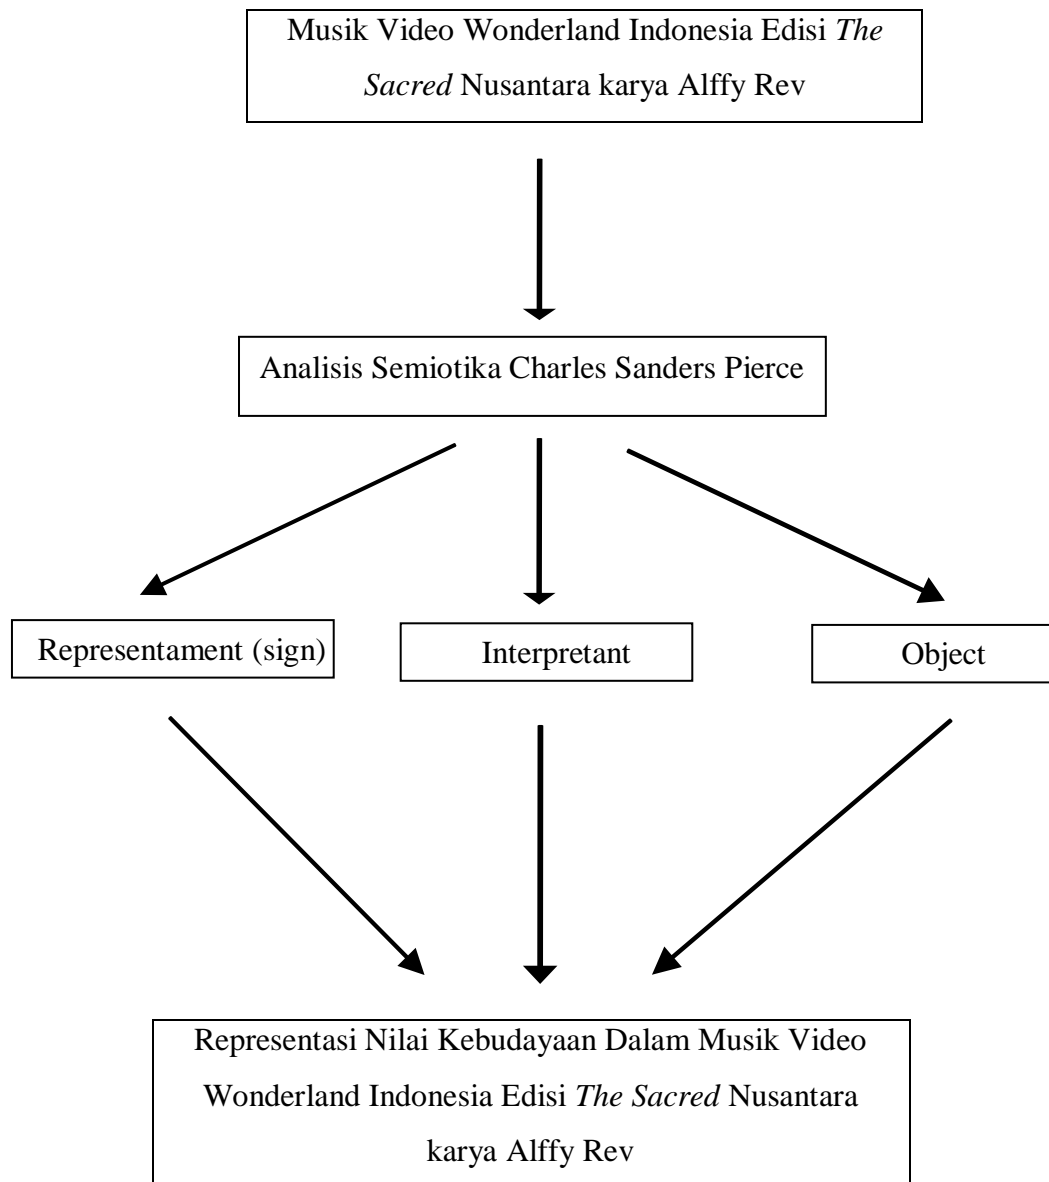 Musik Video Wonderland Indonesia Edisi The
Sacred Nusantara karya Alffy Rev
Analisis Semiotika Charles Sanders Pierce
Representament (sign)
Interpretant
Object
Representasi Nilai Kebudayaan Dalam Musik Video
Wonderland Indonesia Edisi The Sacred Nusantara
karya Alffy Rev